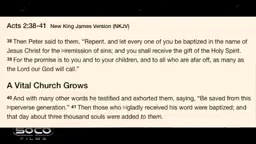 Acts 2:38-41 New King James Version (NKJV)
38 Then Peter said to them, "Repent, and let every one of you be baptized in the name of
Jesus Christ for the remission of sins; and you shall receive the gift of the Holy Spirit.
39 For the promise is to you and to your children, and to all who are afar off, as many as
the Lord our God will call."
A Vital Church Grows
40 And with many other words he testified and exhorted them, saying, "Be saved from this
perverse generation." 41 Then those who gladly received his word were baptized; and
that day about three thousand souls were added to them.
SOCO
FILMS